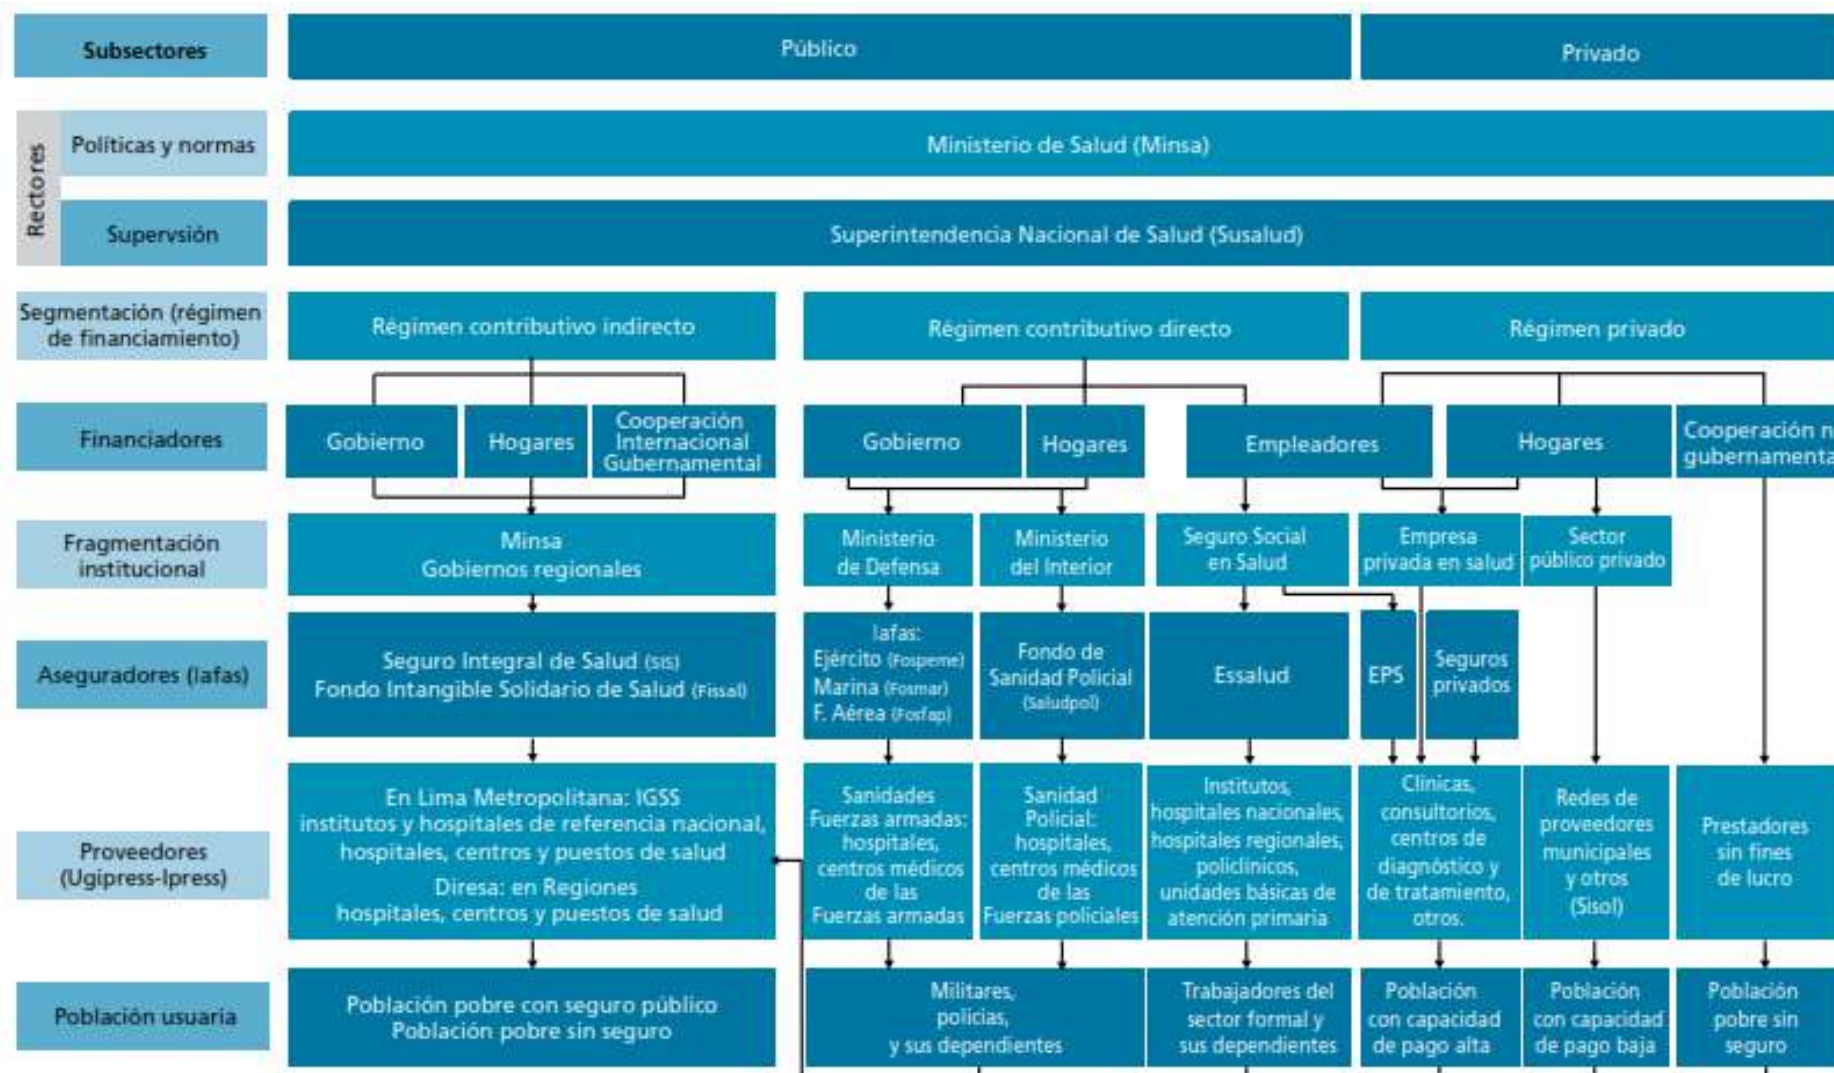 Subsectores
Público
Privado
Rectores
Políticas y normas
Ministerio de Salud (Minsa)
Supervsión
Superintendencia Nacional de Salud (Susalud)
Segmentación (régimen
de financiamiento)
Régimen contributivo indirecto
Régimen contributivo directo
Régimen privado
Financiadores
Gobierno
Hogares
Cooperación
Internacional
Gubernamental
Gobierno
Hogares
Empleadores
Hogares
Cooperación n
gubernamenta
Fragmentación
institucional
Minsa
Gobiernos regionales
Ministerio
de Defensa
Ministerio
del Interior
Seguro Social
en Salud
Empresa
privada en salud
Sector
público privado
Aseguradores (Iafas)
Seguro Integral de Salud (SIS)
Fondo Intangible Solidario de Salud (Fissal)
Iafas:
Ejército (Fospeme)
Marina (Fosmar)
F. Aérea (Fosfap)
Fondo de
Sanidad Policial
(Saludpol)
Essalud
EPS
Seguros
privados
Proveedores
(Ugipress-Ipress)
En Lima Metropolitana: IGSS
institutos y hospitales de referencia nacional,
hospitales, centros y puestos de salud
Diresa: en Regiones
hospitales, centros y puestos de salud
Sanidades
Fuerzas armadas:
hospitales,
centros médicos
de las
Fuerzas armadas
Sanidad
Policial:
hospitales,
centros médicos
de las
Fuerzas policiales
Institutos,
hospitales nacionales,
hospitales regionales,
policlínicos,
unidades básicas de
atención primaria
Clínicas,
consultorios,
centros de
diagnóstico y
de tratamiento,
otros.
Redes de
proveedores
municipales
y otros
(Sisol)
Prestadores
sin fines
de lucro
Población usuaria
Población pobre con seguro público
Población pobre sin seguro
Militares,
policias,
y sus dependientes
Trabajadores del
sector formal y
sus dependientes
Población
con capacidad
de pago alta
Población
con capacidad
de pago baja
Población
pobre sin
seguro